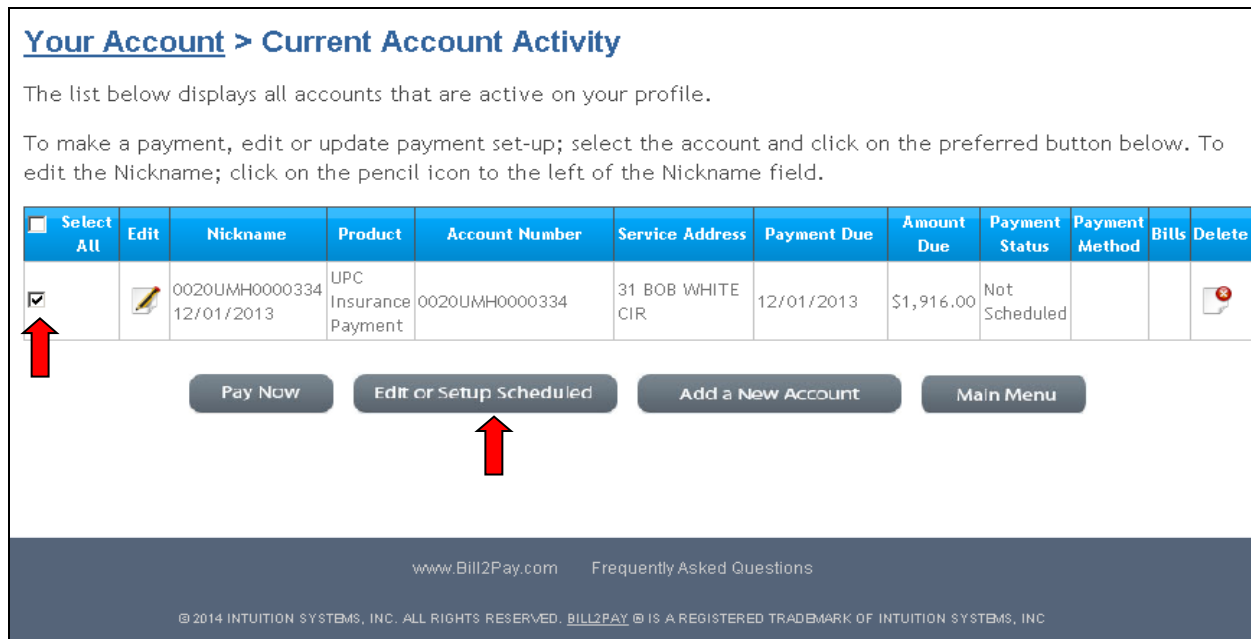 Your Account > Current Account Activity
The list below displays all accounts that are active on your profile.
To make a payment, edit or update payment set-up; select the account and click on the preferred button below. To
edit the Nickname; click on the pencil icon to the left of the Nickname field.
Select All Edit Nickname Product Account Number Service Address Payment Due Amount Due Payment Status Payment Method Bills Delete
0020UMH0000334 12/01/2013 UPC Insurance Payment 0020UMH0000334 31 BOB WHITE CIR 12/01/2013 $1,916.00 Not Scheduled
Pay Now Edit or Setup Scheduled Add a New Account Main Menu
www.Bill2Pay.com Frequently Asked Questions
© 2014 INTUITION SYSTEMS, INC. ALL RIGHTS RESERVED. BILL2PAY ® IS A REGISTERED TRADEMARK OF INTUITION SYSTEMS, INC